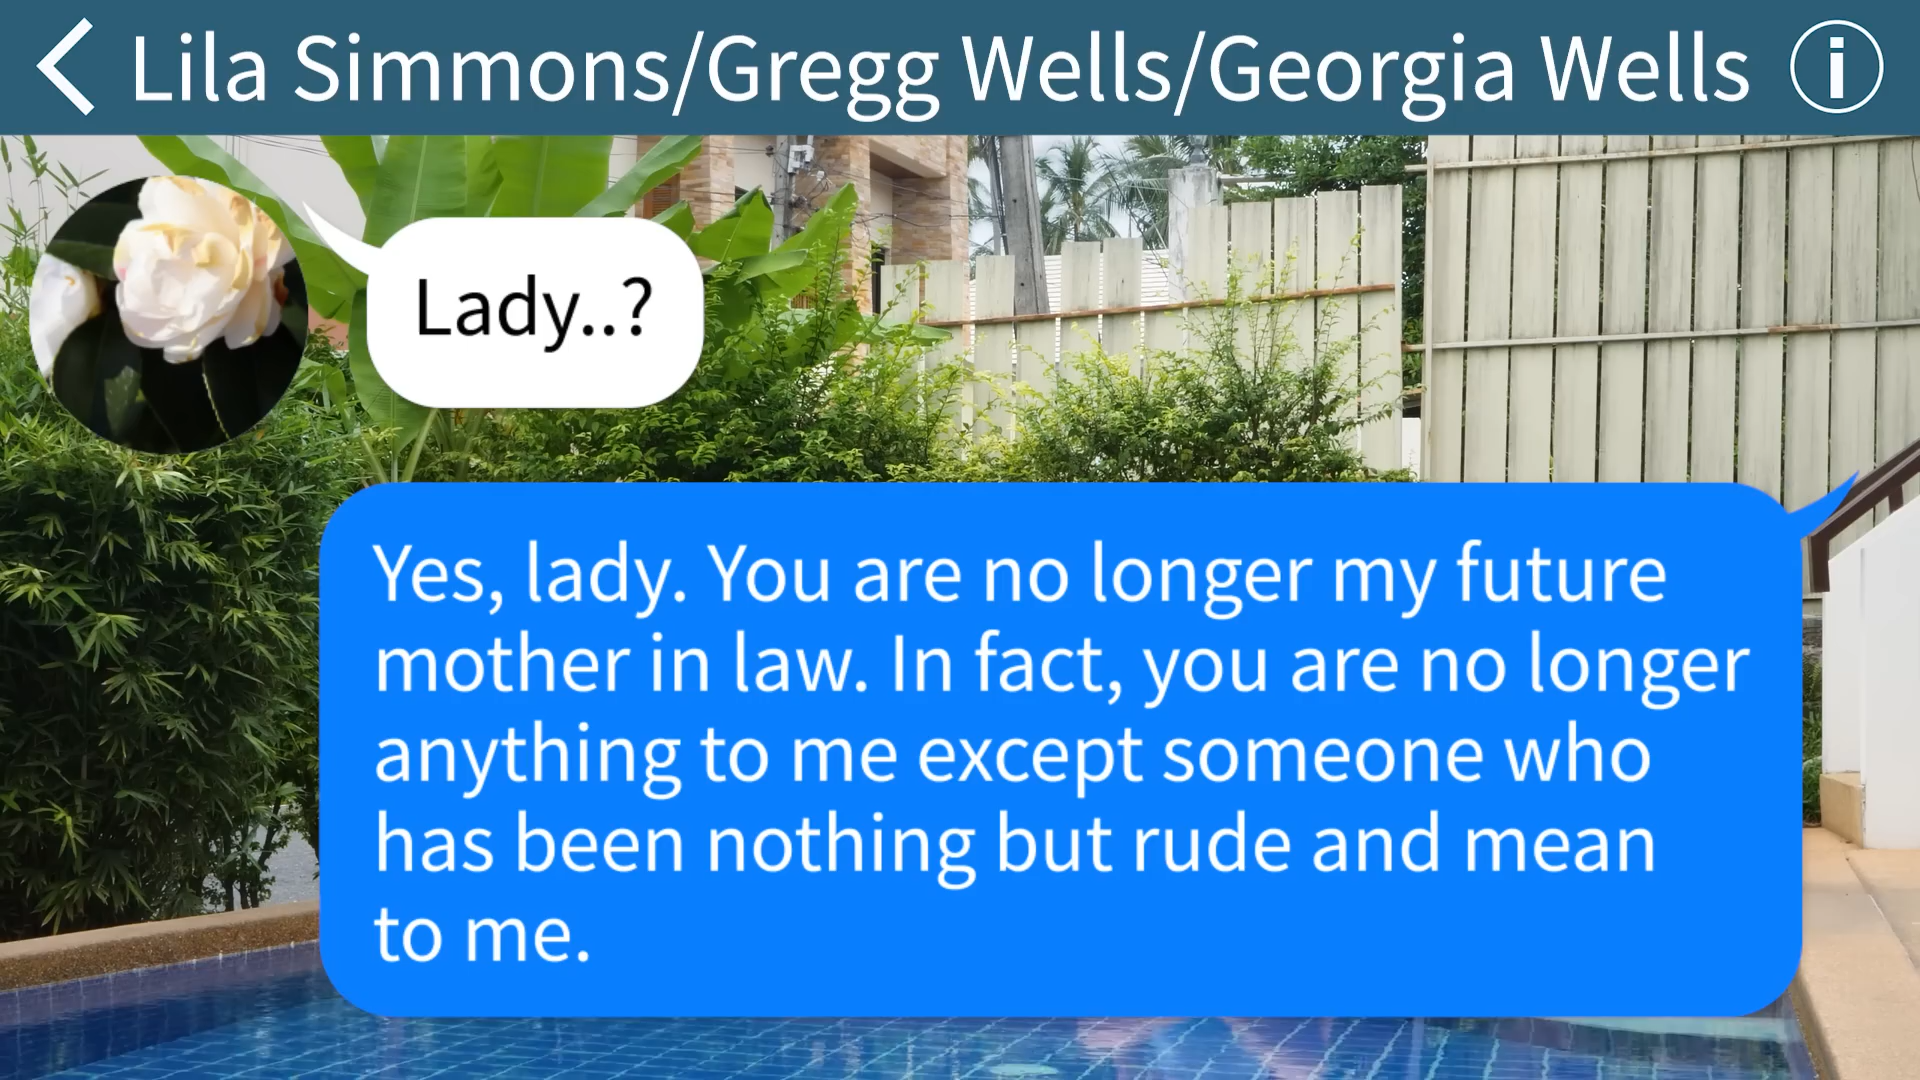 Lila Simmons/Gregg Wells/Georgia Wells
Lady..?
Yes, lady. You are no longer my future
mother in law. In fact, you are no longer
anything to me except someone who
has been nothing but rude and mean
to me.